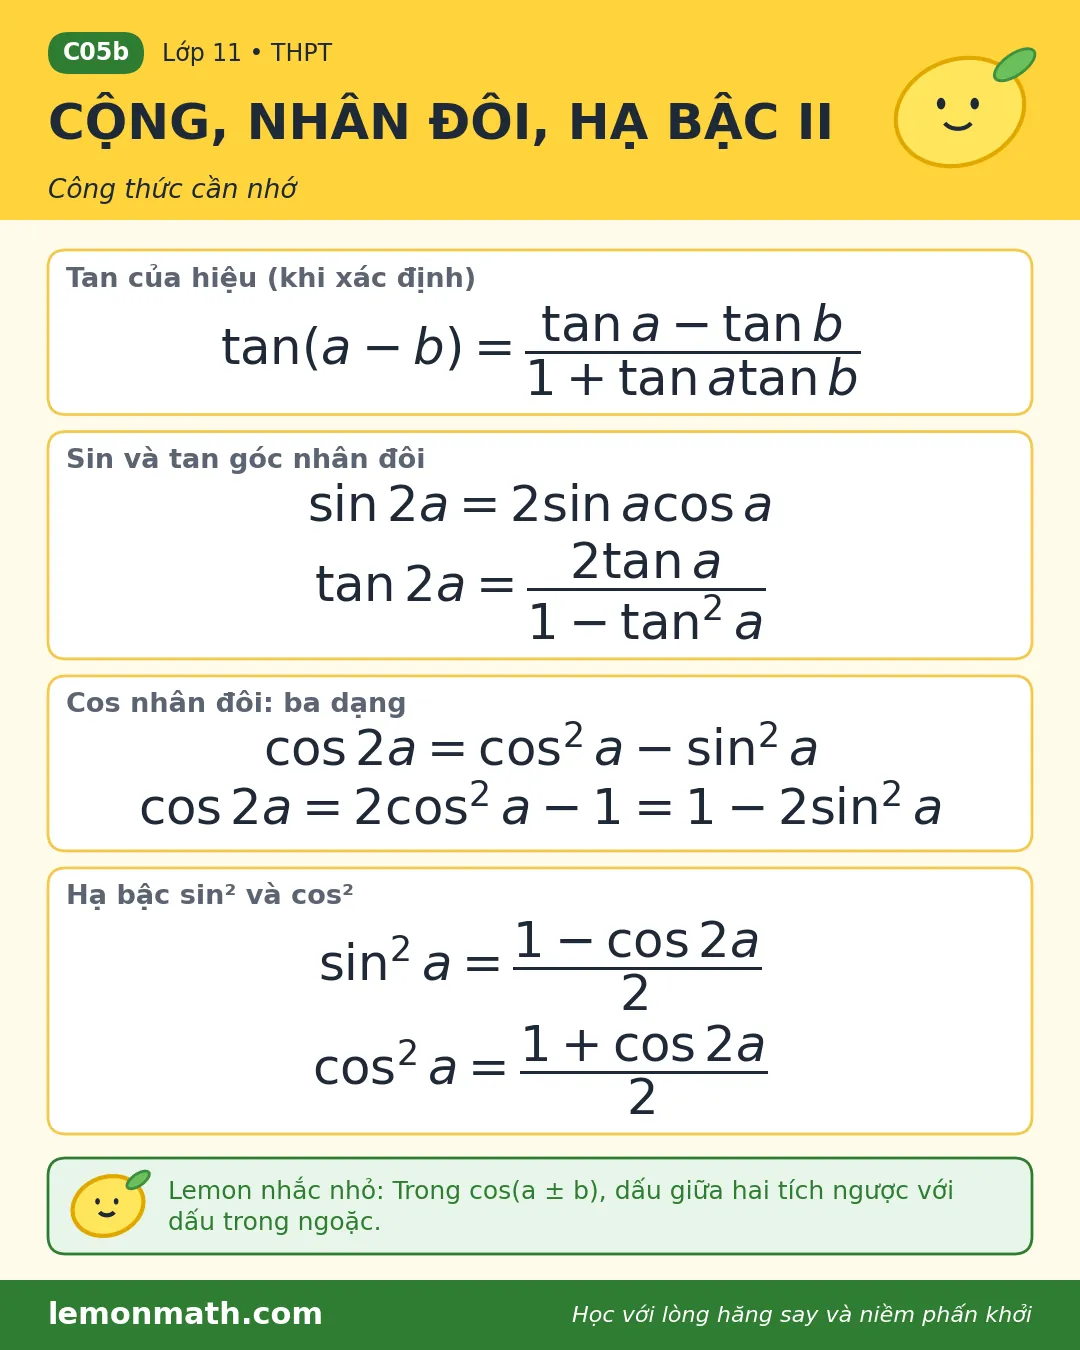 C05b Lớp 11 • THPT
CỘNG, NHÂN ĐÔI, HẠ BẬC II
Công thức cần nhớ
Tan của hiệu (khi xác định)
tan(a − b) = (tan a − tan b)/(1 + tan a tan b)
Sin và tan góc nhân đôi
sin 2a = 2sin a cos a
tan 2a = (2tan a)/(1 − tan² a)
Cos nhân đôi: ba dạng
cos 2a = cos² a − sin² a
cos 2a = 2cos² a − 1 = 1 − 2sin² a
Hạ bậc sin² và cos²
sin² a = (1 − cos 2a)/2
cos² a = (1 + cos 2a)/2
Lemon nhắc nhỏ: Trong cos(a ± b), dấu giữa hai tích ngược với
dấu trong ngoặc.
lemonmath.com
Học với lòng hăng say và niềm phấn khởi